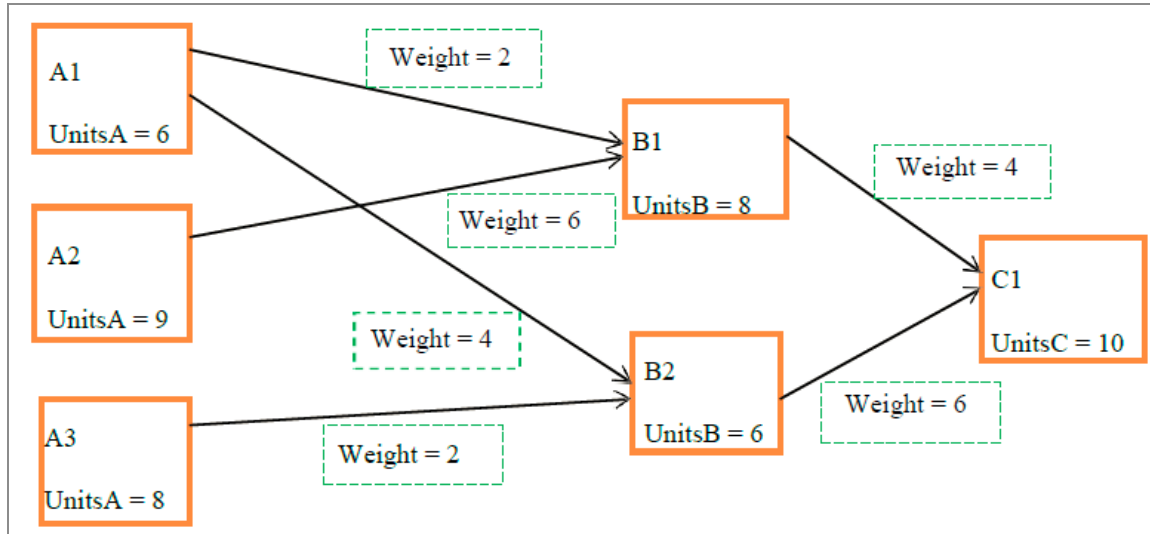 A1
UnitsA = 6
Weight = 2
B1
UnitsB = 8
Weight = 4
A2
UnitsA = 9
Weight = 6
C1
UnitsC = 10
Weight = 4
B2
UnitsB = 6
Weight = 6
A3
UnitsA = 8
Weight = 2